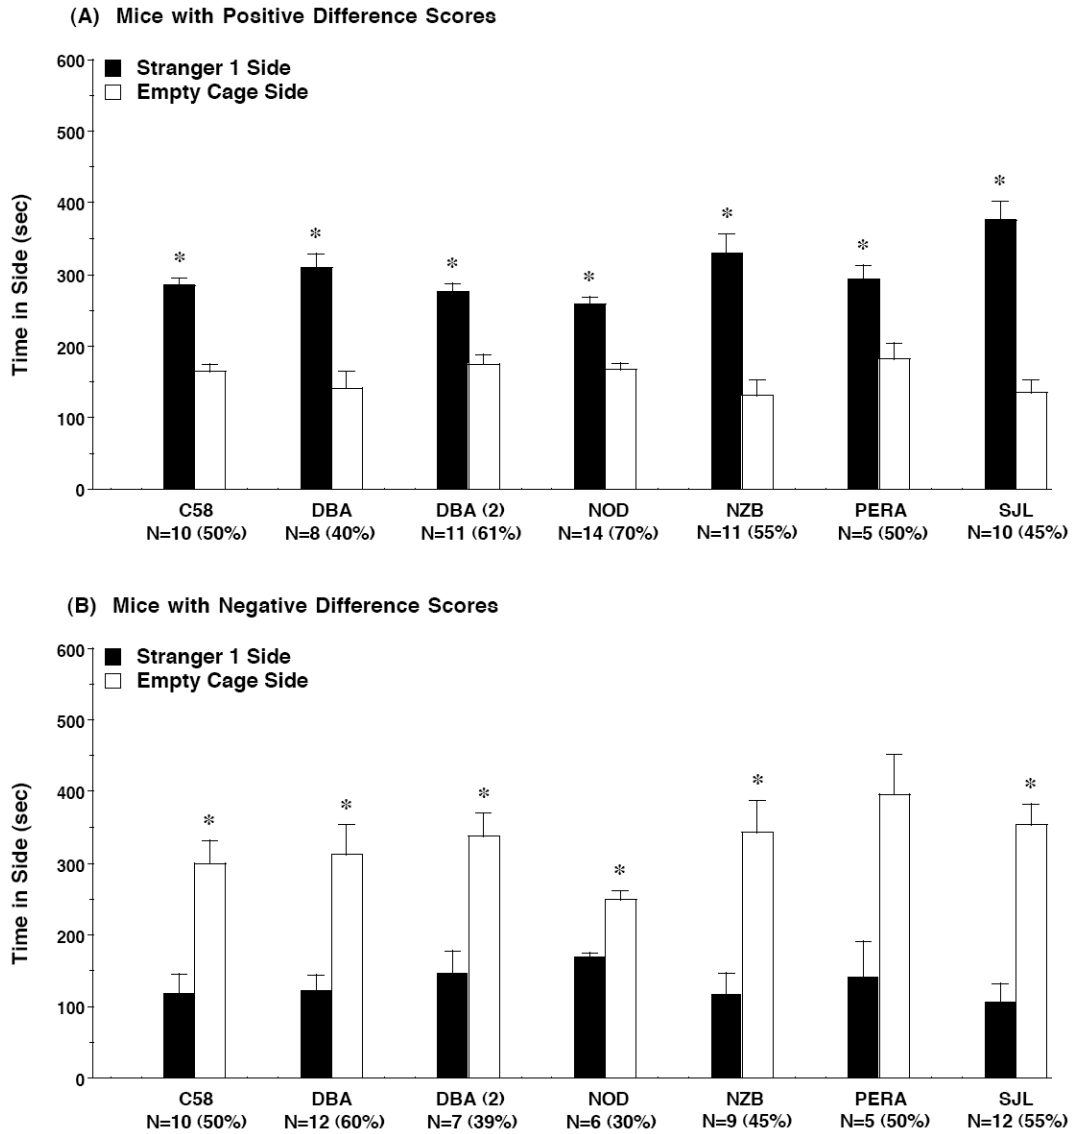 (A) Mice with Positive Difference Scores
600
Stranger 1 Side
Empty Cage Side
500
400
300
200
100
0
Time in Side (sec)
* * * * * * *
C58 DBA DBA (2) NOD NZB PERA SJL
N=10 (50%) N=8 (40%) N=11 (61%) N=14 (70%) N=11 (55%) N=5 (50%) N=10 (45%)
(B) Mice with Negative Difference Scores
600
Stranger 1 Side
Empty Cage Side
500
400
300
200
100
0
Time in Side (sec)
* * * * * *
C58 DBA DBA (2) NOD NZB PERA SJL
N=10 (50%) N=12 (60%) N=7 (39%) N=6 (30%) N=9 (45%) N=5 (50%) N=12 (55%)